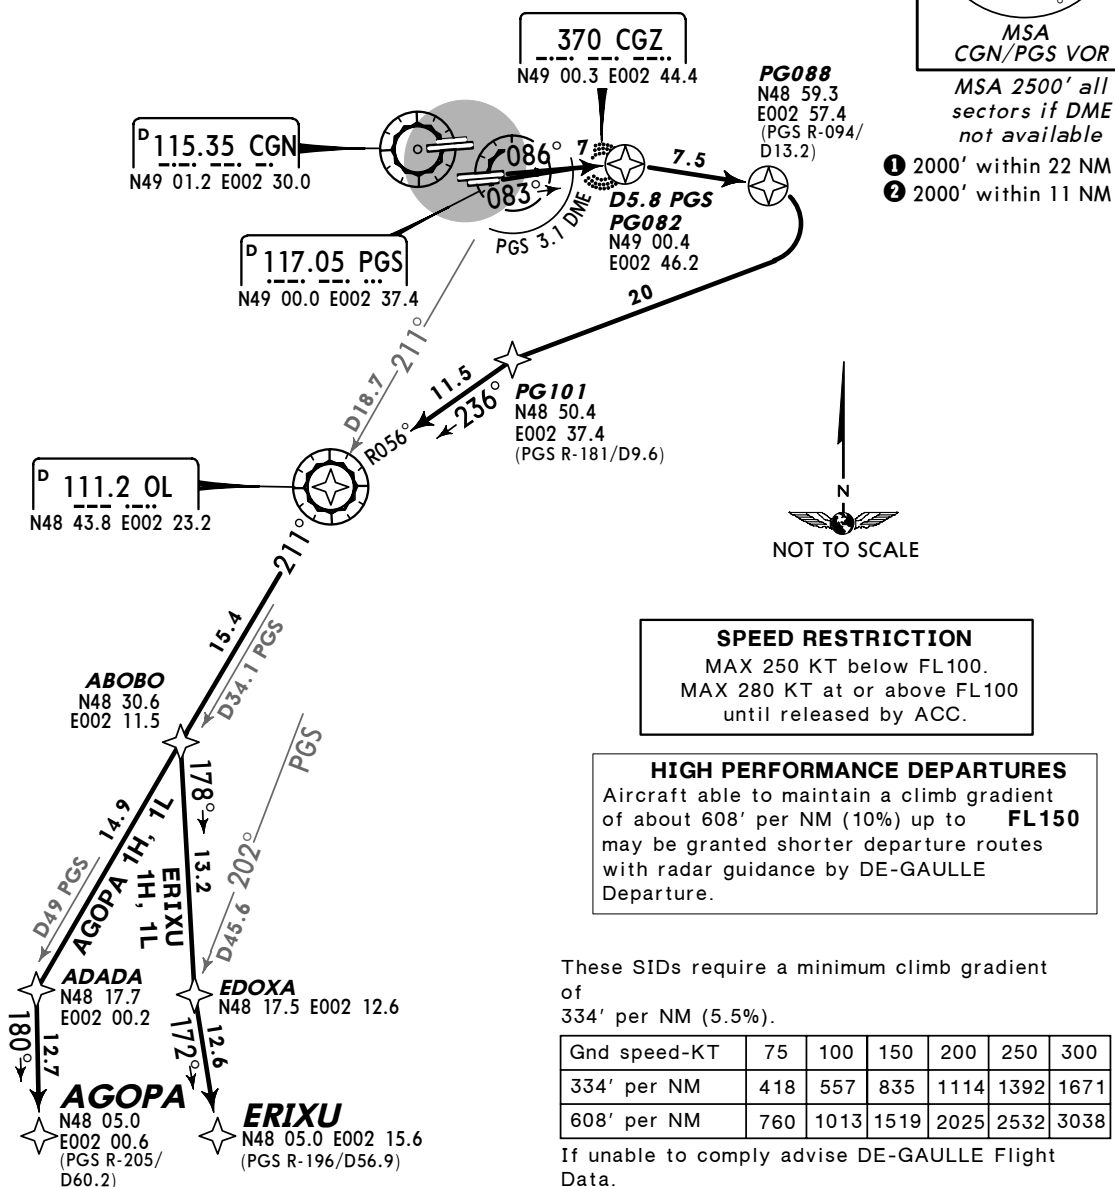 370 CGZ
N49 00.3 E002 44.4
MSA
CGN/PGS VOR
MSA 2500' all
sectors if DME
not available
1 2000' within 22 NM
2 2000' within 11 NM
PG088
N48 59.3
E002 57.4
(PGS R-094/
D13.2)
D 115.35 CGN
N49 01.2 E002 30.0
086°
083°
7
7.5
PGS 3.1 DME
D5.8 PGS
PG082
N49 00.4
E002 46.2
D 117.05 PGS
N49 00.0 E002 37.4
20
D18.7
211°
11.5
236°
R056°
PG101
N48 50.4
E002 37.4
(PGS R-181/D9.6)
D 111.2 OL
N48 43.8 E002 23.2
N
NOT TO SCALE
211°
15.4
D34.1 PGS
ABOBO
N48 30.6
E002 11.5
SPEED RESTRICTION
MAX 250 KT below FL100.
MAX 280 KT at or above FL100
until released by ACC.
HIGH PERFORMANCE DEPARTURES
Aircraft able to maintain a climb gradient
of about 608' per NM (10%) up to FL150
may be granted shorter departure routes
with radar guidance by DE-GAULLE
Departure.
178°
13.2
ERIXU
1H, 1L
14.9
AGOPA 1H, 1L
D49 PGS
PGS
202°
D45.6
ADADA
N48 17.7
E002 00.2
EDOXA
N48 17.5 E002 12.6
180°
12.7
172°
12.6
AGOPA
N48 05.0
E002 00.6
(PGS R-205/
D60.2)
ERIXU
N48 05.0 E002 15.6
(PGS R-196/D56.9)
These SIDs require a minimum climb gradient
of
334' per NM (5.5%).
Gnd speed-KT 75 100 150 200 250 300
334' per NM 418 557 835 1114 1392 1671
608' per NM 760 1013 1519 2025 2532 3038
If unable to comply advise DE-GAULLE Flight
Data.